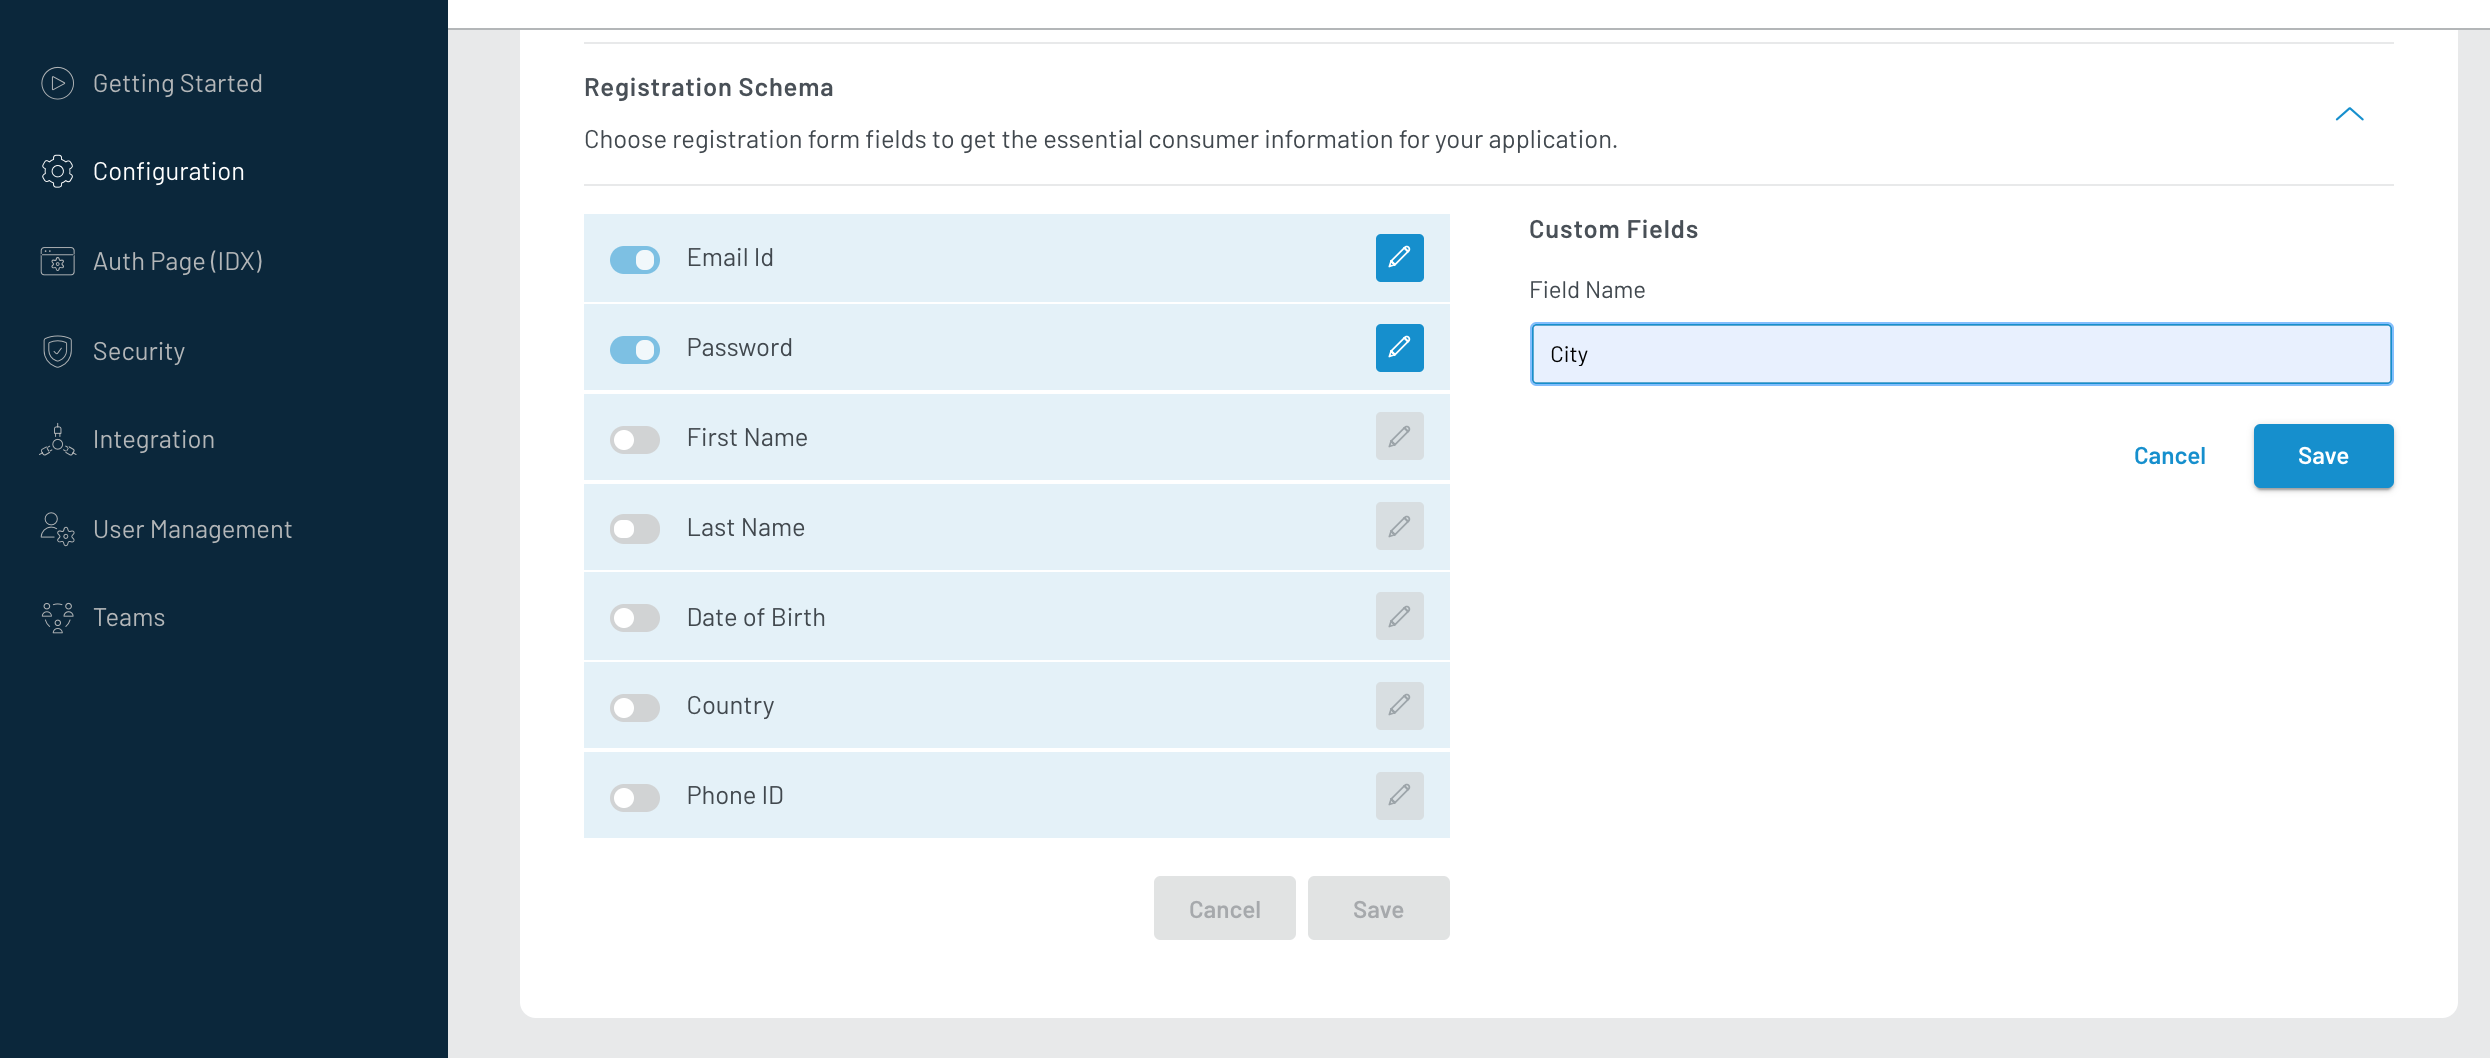 Getting Started
Configuration
Auth Page (IDX)
Security
Integration
User Management
Teams
Registration Schema
Choose registration form fields to get the essential consumer information for your application.
Email Id
Password
First Name
Last Name
Date of Birth
Country
Phone ID
Cancel
Save
Custom Fields
Field Name
City
Cancel
Save